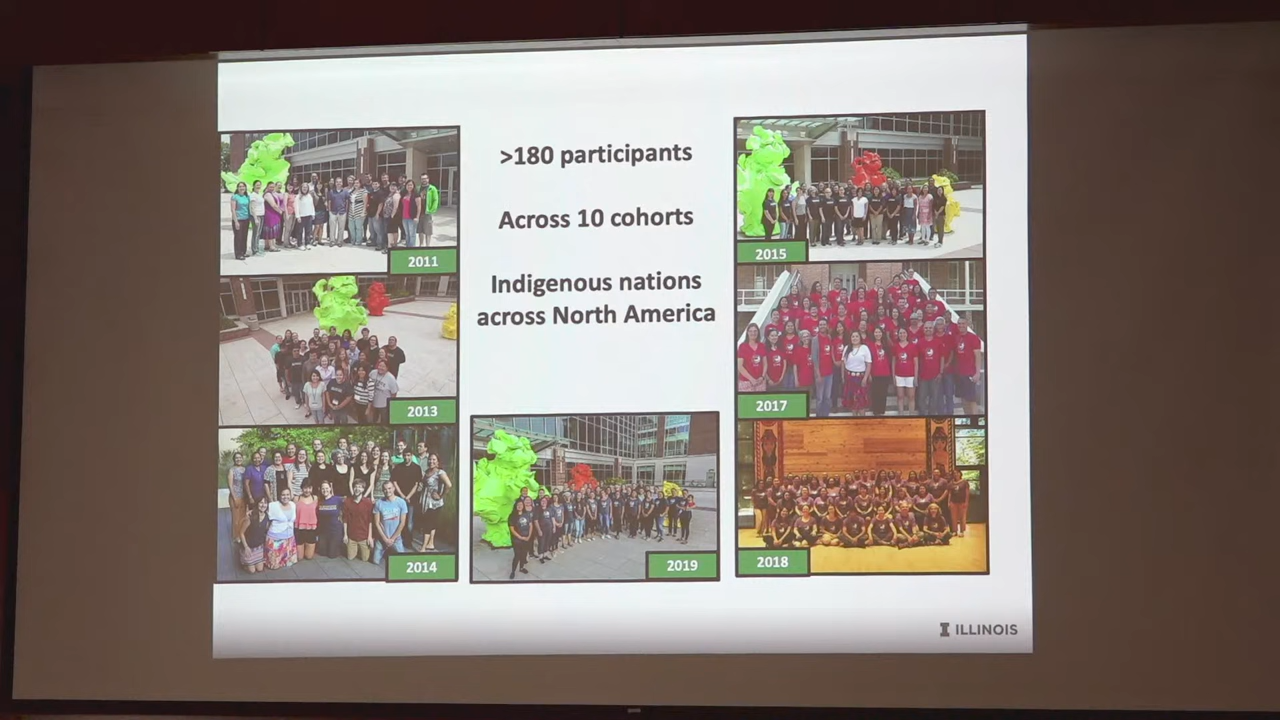 >180 participants
Across 10 cohorts
Indigenous nations
across North America
2011
2013
2014
2019
2015
2017
2018
ILLINOIS